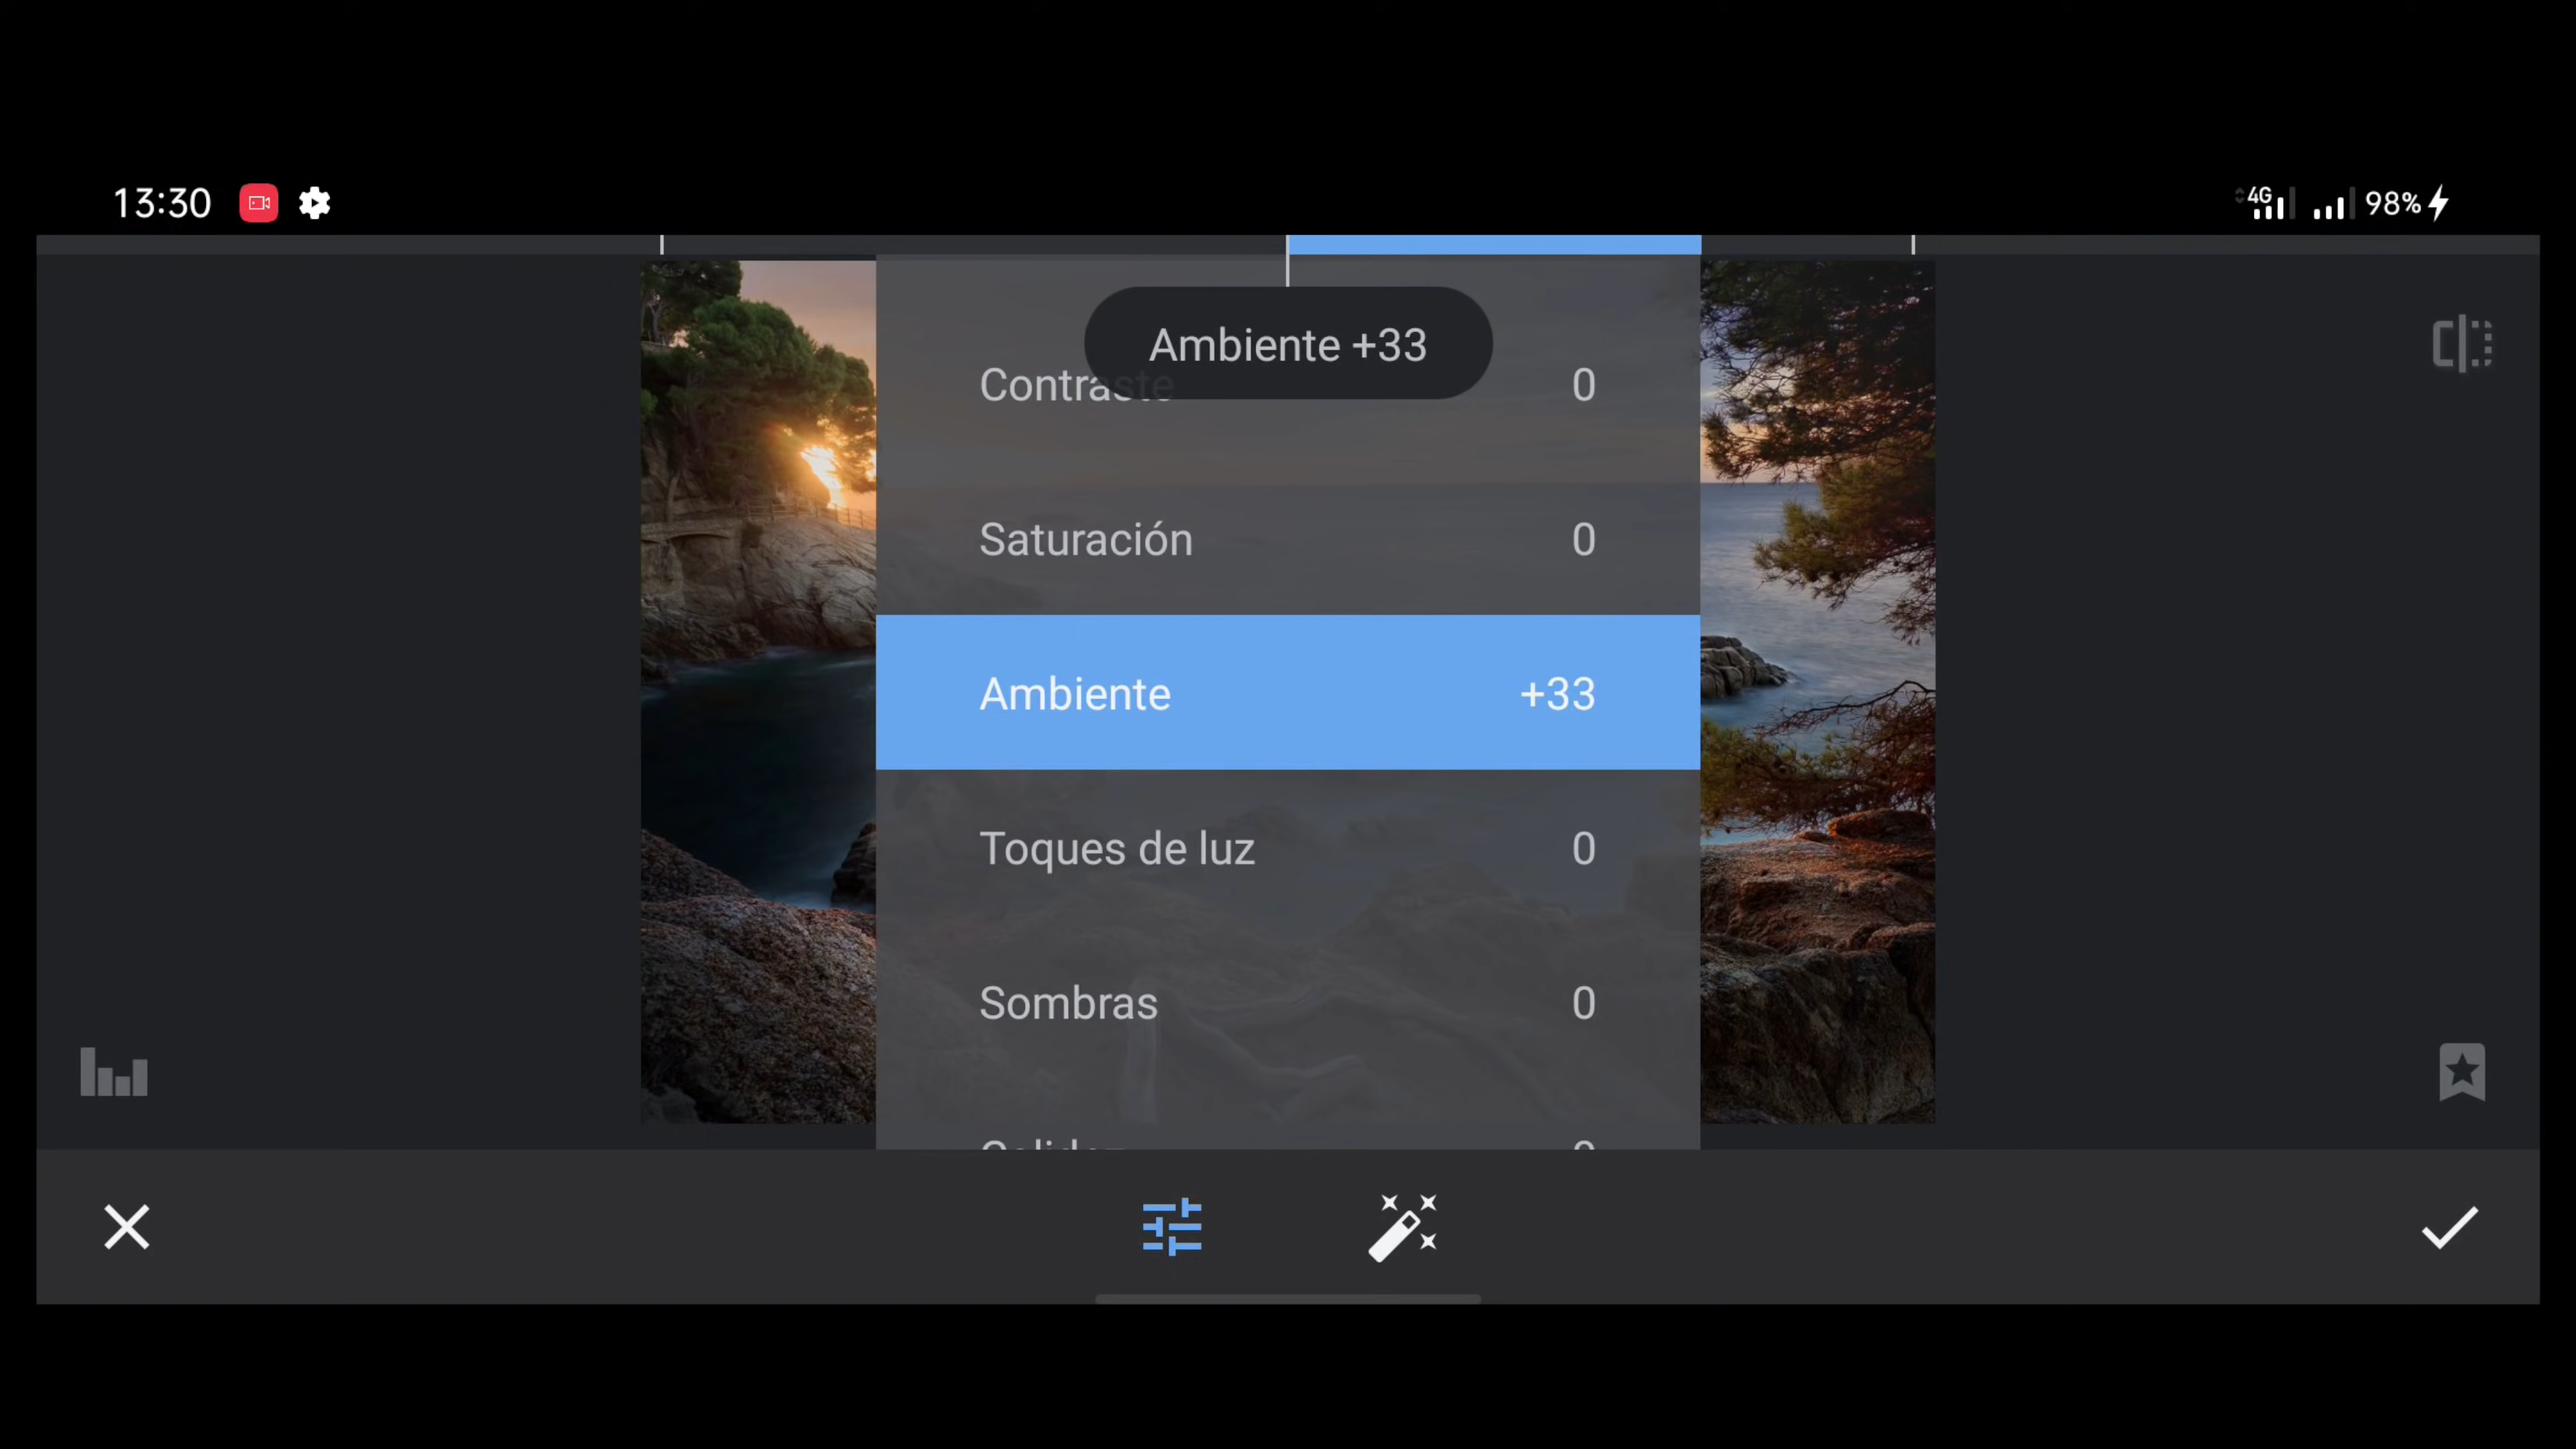 13:30
4G 98%
Ambiente +33
Contraste 0
Saturación 0
Ambiente +33
Toques de luz 0
Sombras 0